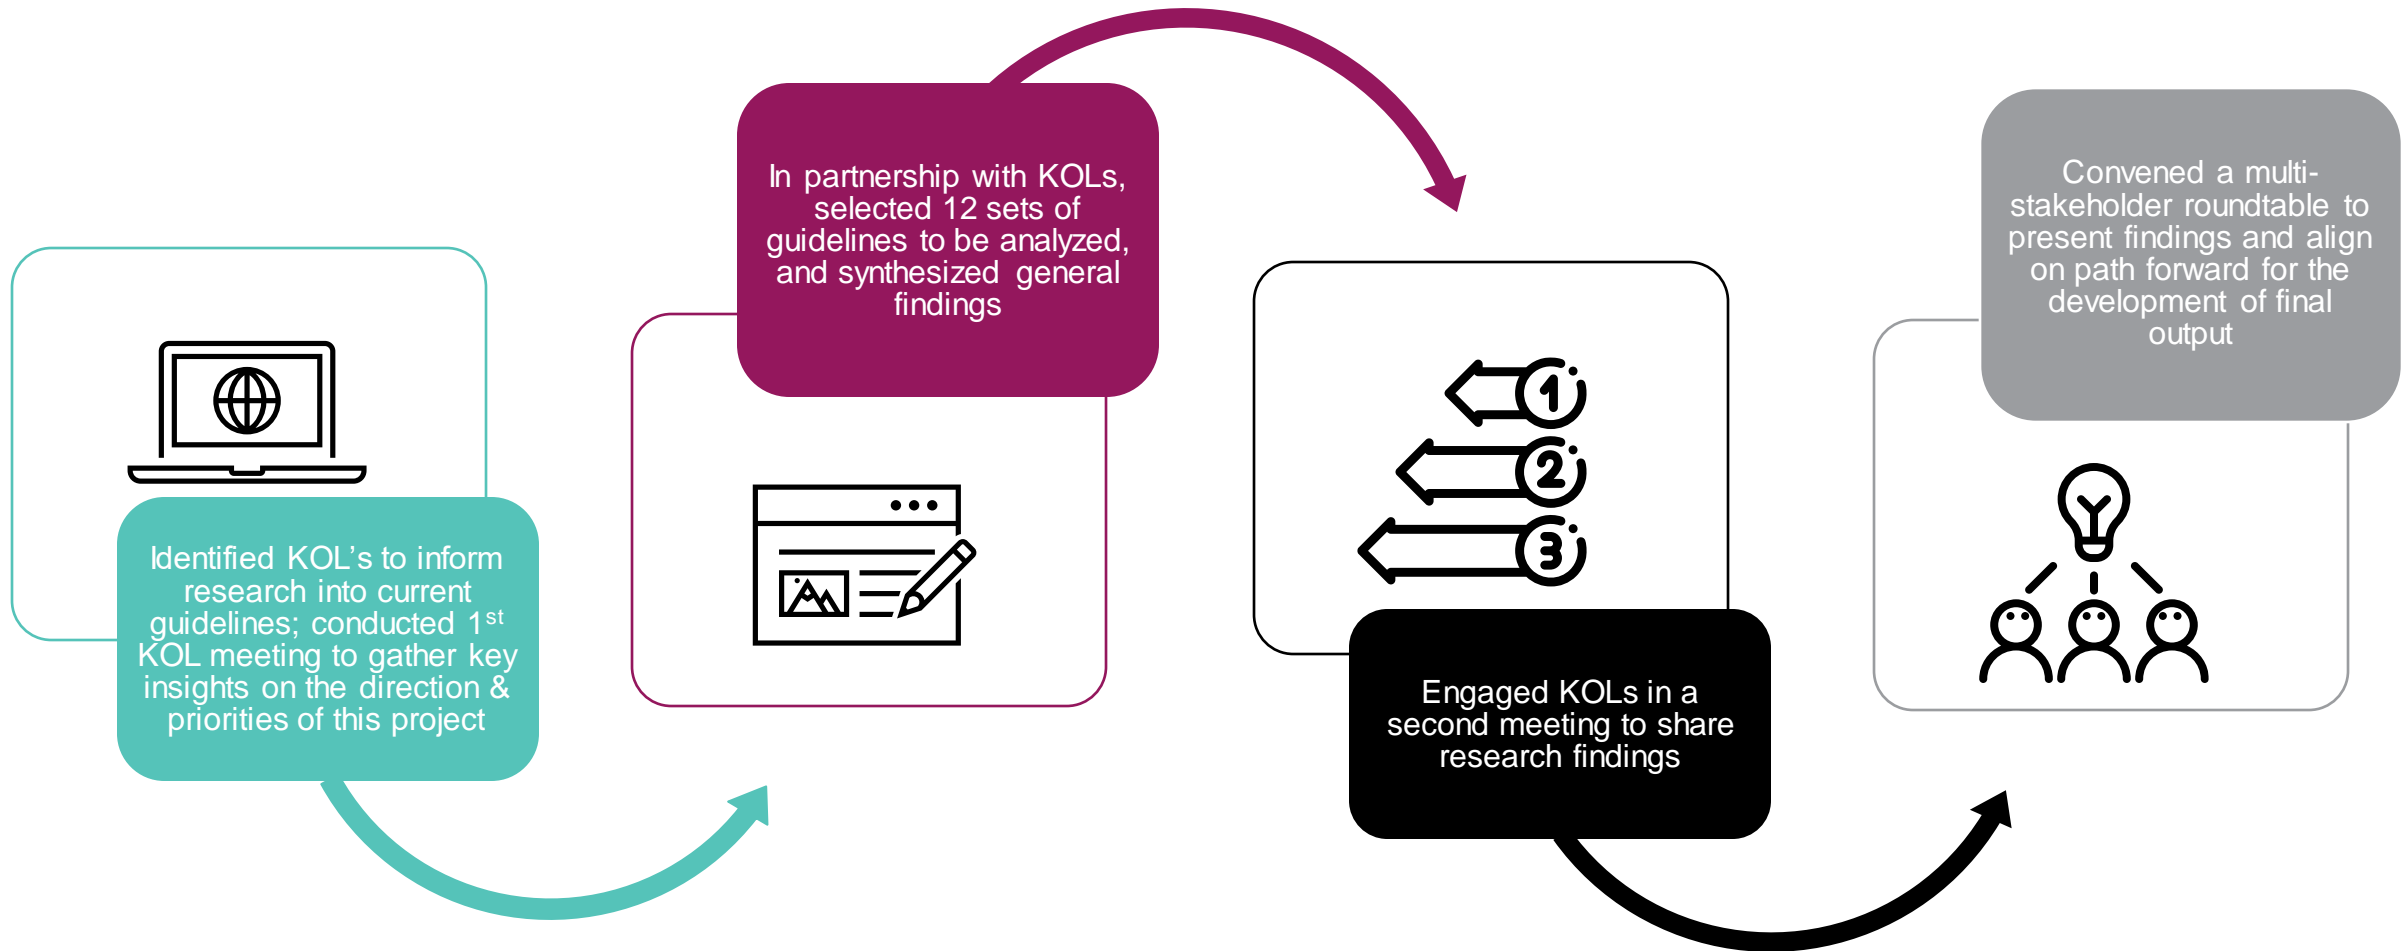 Identified KOL’s to inform
research into current
guidelines; conducted 1st
KOL meeting to gather key
insights on the direction &
priorities of this project
In partnership with KOLs,
selected 12 sets of
guidelines to be analyzed,
and synthesized general
findings
1
2
3
Engaged KOLs in a
second meeting to share
research findings
Convened a multi-
stakeholder roundtable to
present findings and align
on path forward for the
development of final
output